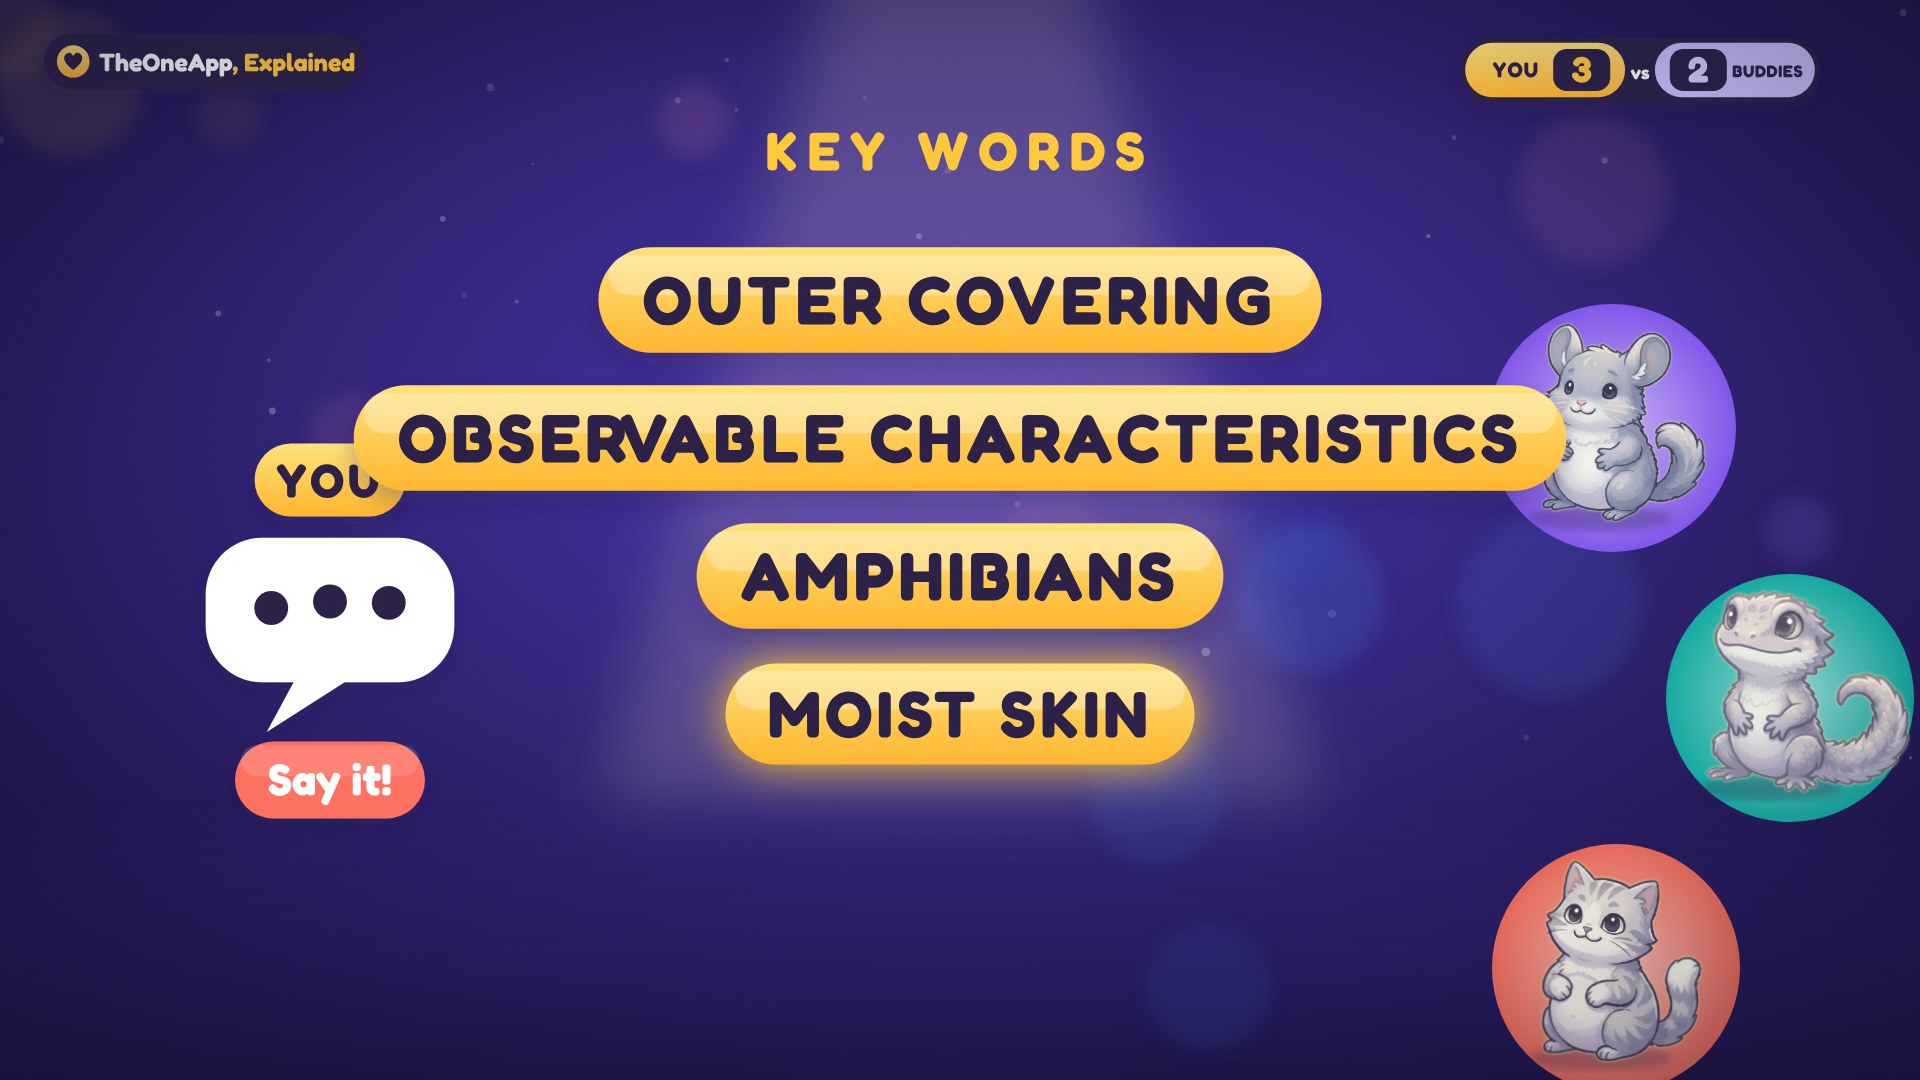 TheOneApp, Explained
YOU 3 vs 2 BUDDIES
KEY WORDS
OUTER COVERING
OBSERVABLE CHARACTERISTICS
YOU
AMPHIBIANS
MOIST SKIN
Say it!